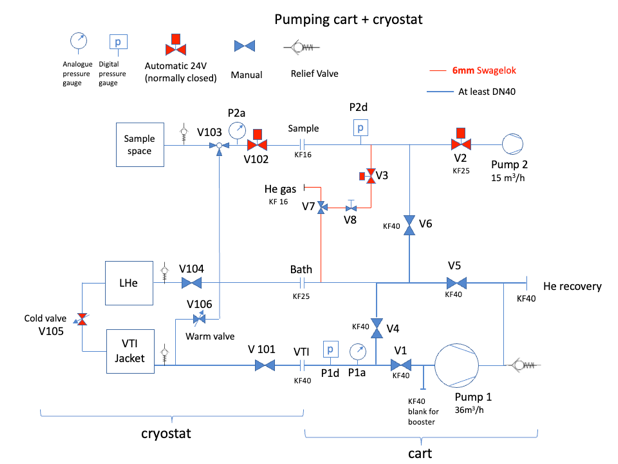 Pumping cart + cryostat
p
Analogue
pressure
gauge
Digital
pressure
gauge
Automatic 24V
(normally closed)
Manual
Relief Valve
6mm Swagelok
At least DN40
P2a
P2d
V103
Sample
p
Sample
space
V102
KF16
V2
KF25
Pump 2
15 m³/h
He gas
KF 16
V3
V7
V8
KF40
V6
LHe
V104
Bath
KF25
V5
KF40
KF40
He recovery
V106
Cold valve
V105
Warm valve
KF40
V4
VTI
Jacket
V 101
VTI
KF40
p
P1d
P1a
V1
KF40
KF40
blank for
booster
Pump 1
36m³/h
cryostat
cart